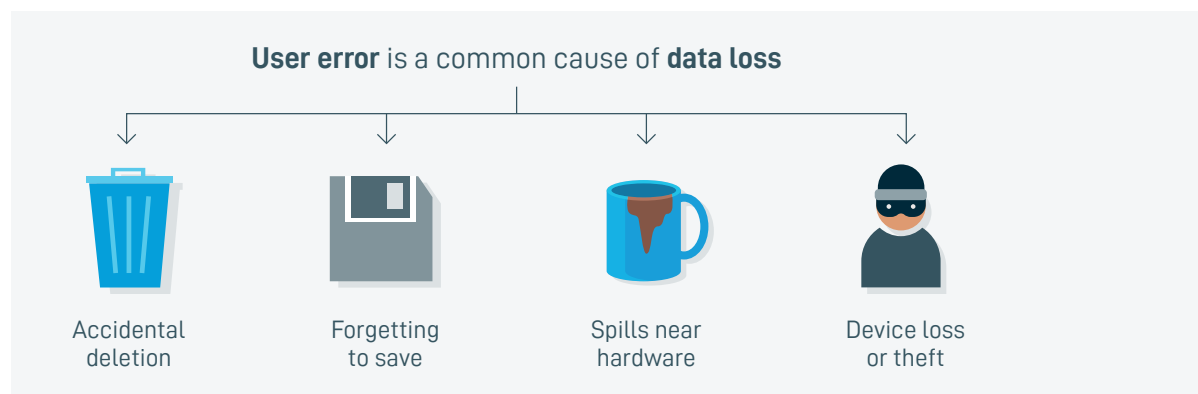 User error is a common cause of data loss
Accidental
deletion
Forgetting
to save
Spills near
hardware
Device loss
or theft